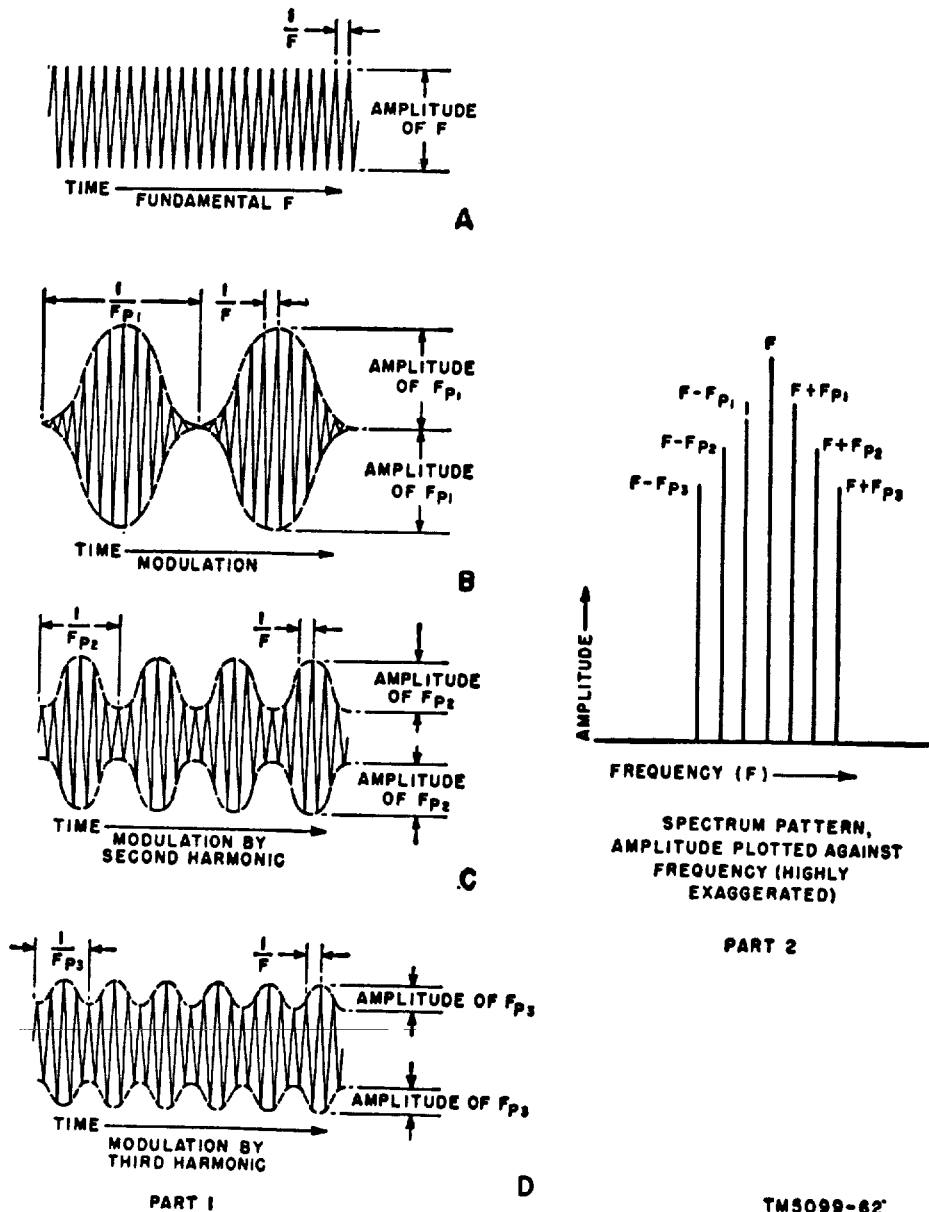 1
F
AMPLITUDE
OF F
TIME
FUNDAMENTAL F
A
1
FP1
1
F
AMPLITUDE
OF FP1
AMPLITUDE
OF FP1
TIME
MODULATION
B
1
FP2
1
F
AMPLITUDE
OF FP2
AMPLITUDE
OF FP2
TIME
MODULATION BY
SECOND HARMONIC
C
1
FP3
1
F
AMPLITUDE OF FP3
AMPLITUDE OF FP3
TIME
MODULATION BY
THIRD HARMONIC
D
PART 1
F
F-FP1
F+FP1
F-FP2
F+FP2
F-FP3
F+FP3
AMPLITUDE
FREQUENCY (F)
SPECTRUM PATTERN,
AMPLITUDE PLOTTED AGAINST
FREQUENCY (HIGHLY
EXAGGERATED)
PART 2
TM5099-62